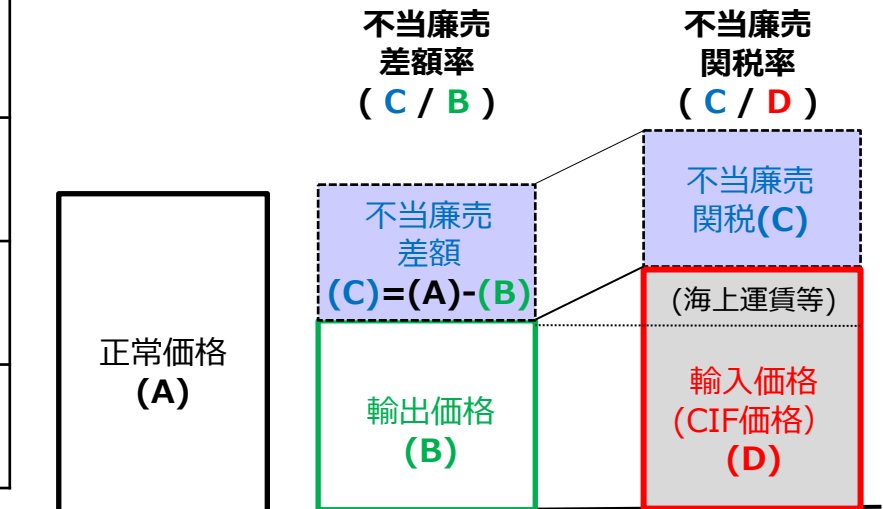 不当廉売
差額率
( C / B )
不当廉売
関税率
( C / D )
正常価格
(A)
不当廉売
差額
(C)=(A)-(B)
輸出価格
(B)
不当廉売
関税(C)
(海上運賃等)
輸入価格
(CIF価格）
(D)